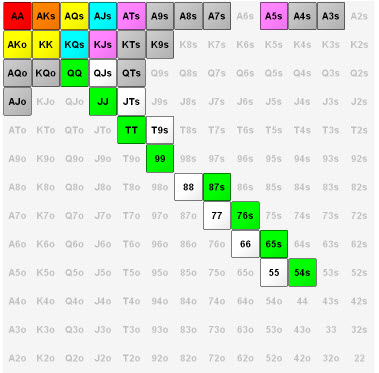 AA AKs AQs AJs ATs A9s A8s A7s A6s A5s A4s A3s A2s
AKo KK KQs KJs KTs K9s K8s K7s K6s K5s K4s K3s K2s
AQo KQo QQ QJs QTs Q9s Q8s Q7s Q6s Q5s Q4s Q3s Q2s
AJo KJo QJo JJ JTs J9s J8s J7s J6s J5s J4s J3s J2s
ATo KTo QTo JTo TT T9s T8s T7s T6s T5s T4s T3s T2s
A9o K9o Q9o J9o T9o 99 98s 97s 96s 95s 94s 93s 92s
A8o K8o Q8o J8o T8o 98o 88 87s 86s 85s 84s 83s 82s
A7o K7o Q7o J7o T7o 97o 87o 77 76s 75s 74s 73s 72s
A6o K6o Q6o J6o T6o 96o 86o 76o 66 65s 64s 63s 62s
A5o K5o Q5o J5o T5o 95o 85o 75o 65o 55 54s 53s 52s
A4o K4o Q4o J4o T4o 94o 84o 74o 64o 54o 44 43s 42s
A3o K3o Q3o J3o T3o 93o 83o 73o 63o 53o 43o 33 32s
A2o K2o Q2o J2o T2o 92o 82o 72o 62o 52o 42o 32o 22